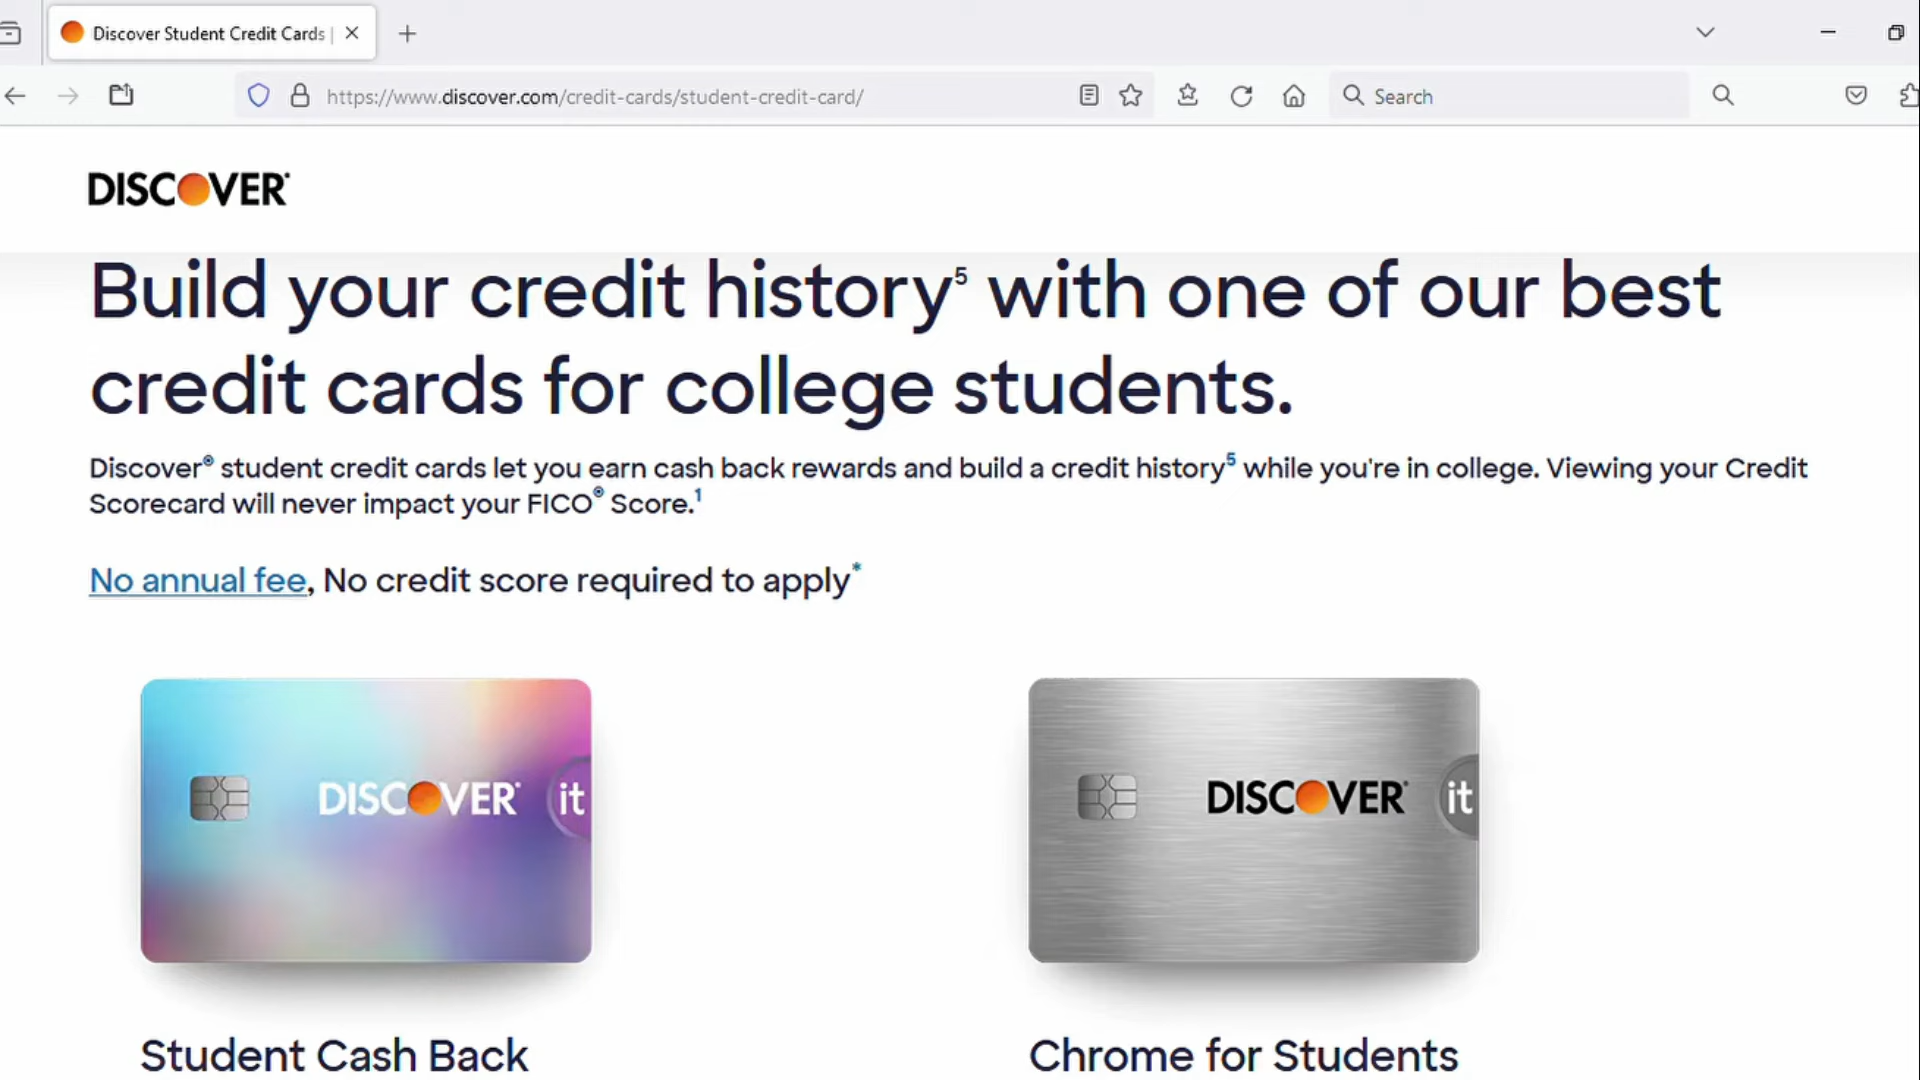 Discover Student Credit Cards |
https://www.discover.com/credit-cards/student-credit-card/
Search
DISCOVER®
Build your credit history⁵ with one of our best
credit cards for college students.
Discover® student credit cards let you earn cash back rewards and build a credit history⁵ while you're in college. Viewing your Credit
Scorecard will never impact your FICO® Score.¹
No annual fee, No credit score required to apply*
DISCOVER® it
DISCOVER® it
Student Cash Back
Chrome for Students